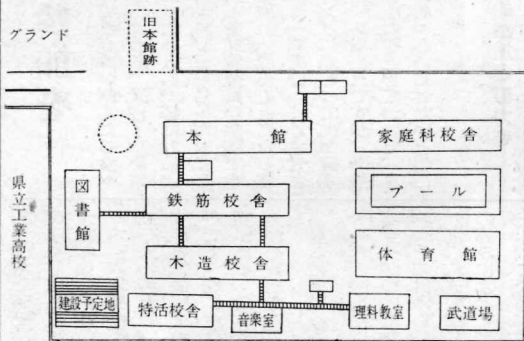 グランド
旧本館跡
本館
家庭科校舎
県立工業高校
図書館
鉄筋校舎
プール
木造校舎
体育館
建設予定地
特活校舎
音楽室
理科教室
武道場